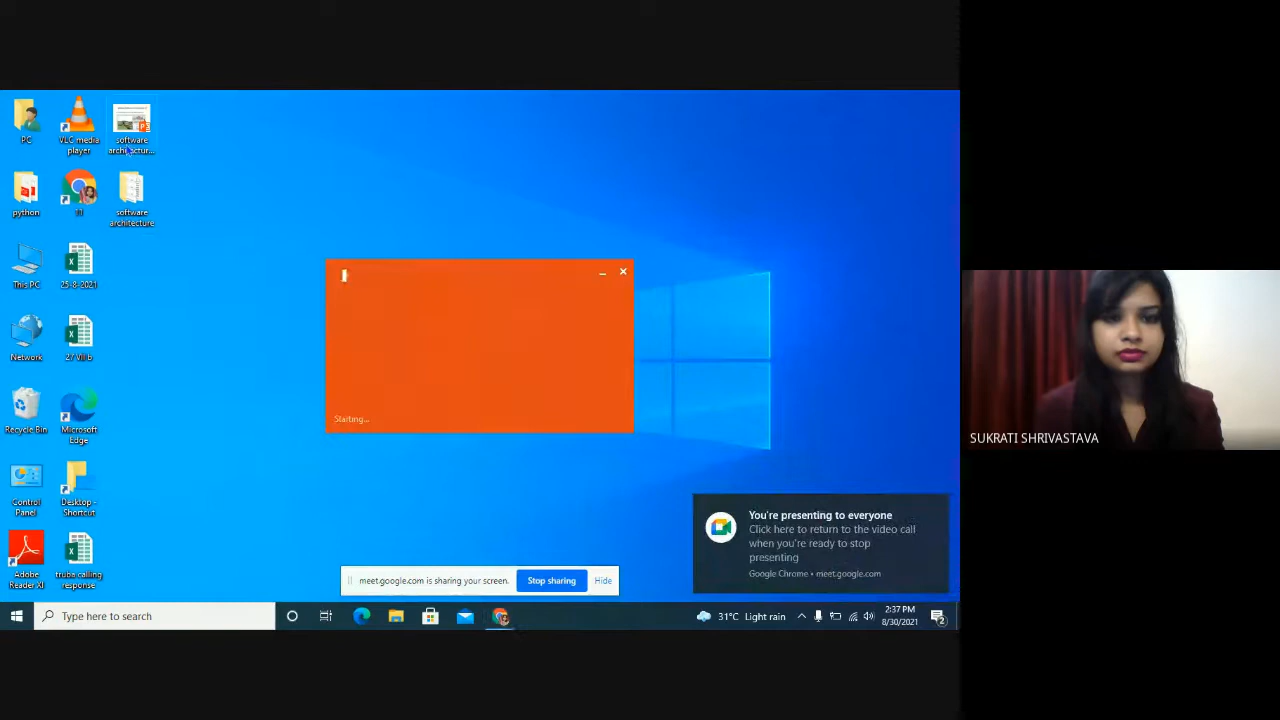 PC
VLC media
player
software
architectur...
python
11
software
architecture
This PC
25-8-2021
Network
27 VII b
Recycle Bin
Microsoft
Edge
Control
Panel
Desktop -
Shortcut
Adobe
Reader XI
truba calling
response
Starting...
You're presenting to everyone
Click here to return to the video call
when you're ready to stop
presenting
Google Chrome • meet.google.com
meet.google.com is sharing your screen.
Stop sharing
Hide
Type here to search
31°C Light rain
2:37 PM
8/30/2021
2
SUKRATI SHRIVASTAVA